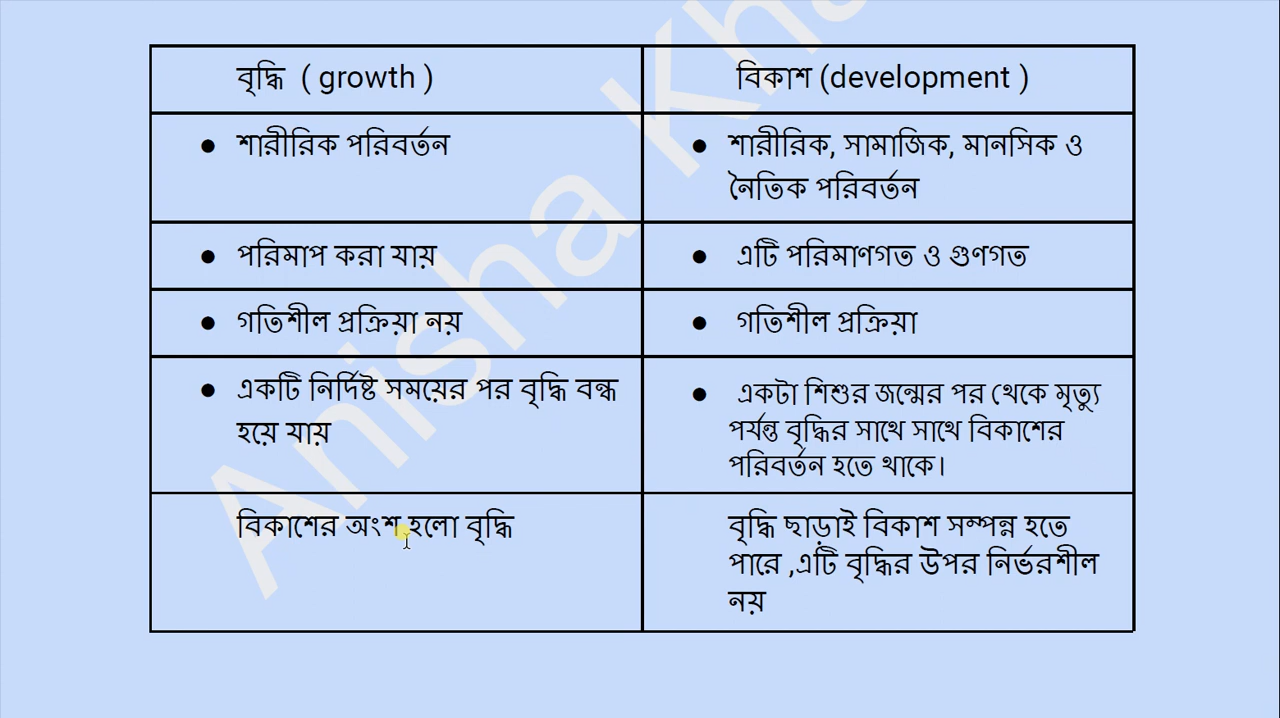 বৃদ্ধি ( growth )
বিকাশ (development )
● শারীরিক পরিবর্তন
● শারীরিক, সামাজিক, মানসিক ও
নৈতিক পরিবর্তন
● পরিমাপ করা যায়
● এটি পরিমাণগত ও গুণগত
● গতিশীল প্রক্রিয়া নয়
● গতিশীল প্রক্রিয়া
● একটি নির্দিষ্ট সময়ের পর বৃদ্ধি বন্ধ
হয়ে যায়
● একটা শিশুর জন্মের পর থেকে মৃত্যু
পর্যন্ত বৃদ্ধির সাথে সাথে বিকাশের
পরিবর্তন হতে থাকে।
বিকাশের অংশ হলো বৃদ্ধি
বৃদ্ধি ছাড়াই বিকাশ সম্পন্ন হতে
পারে ,এটি বৃদ্ধির উপর নির্ভরশীল
নয়
Anisha Kha